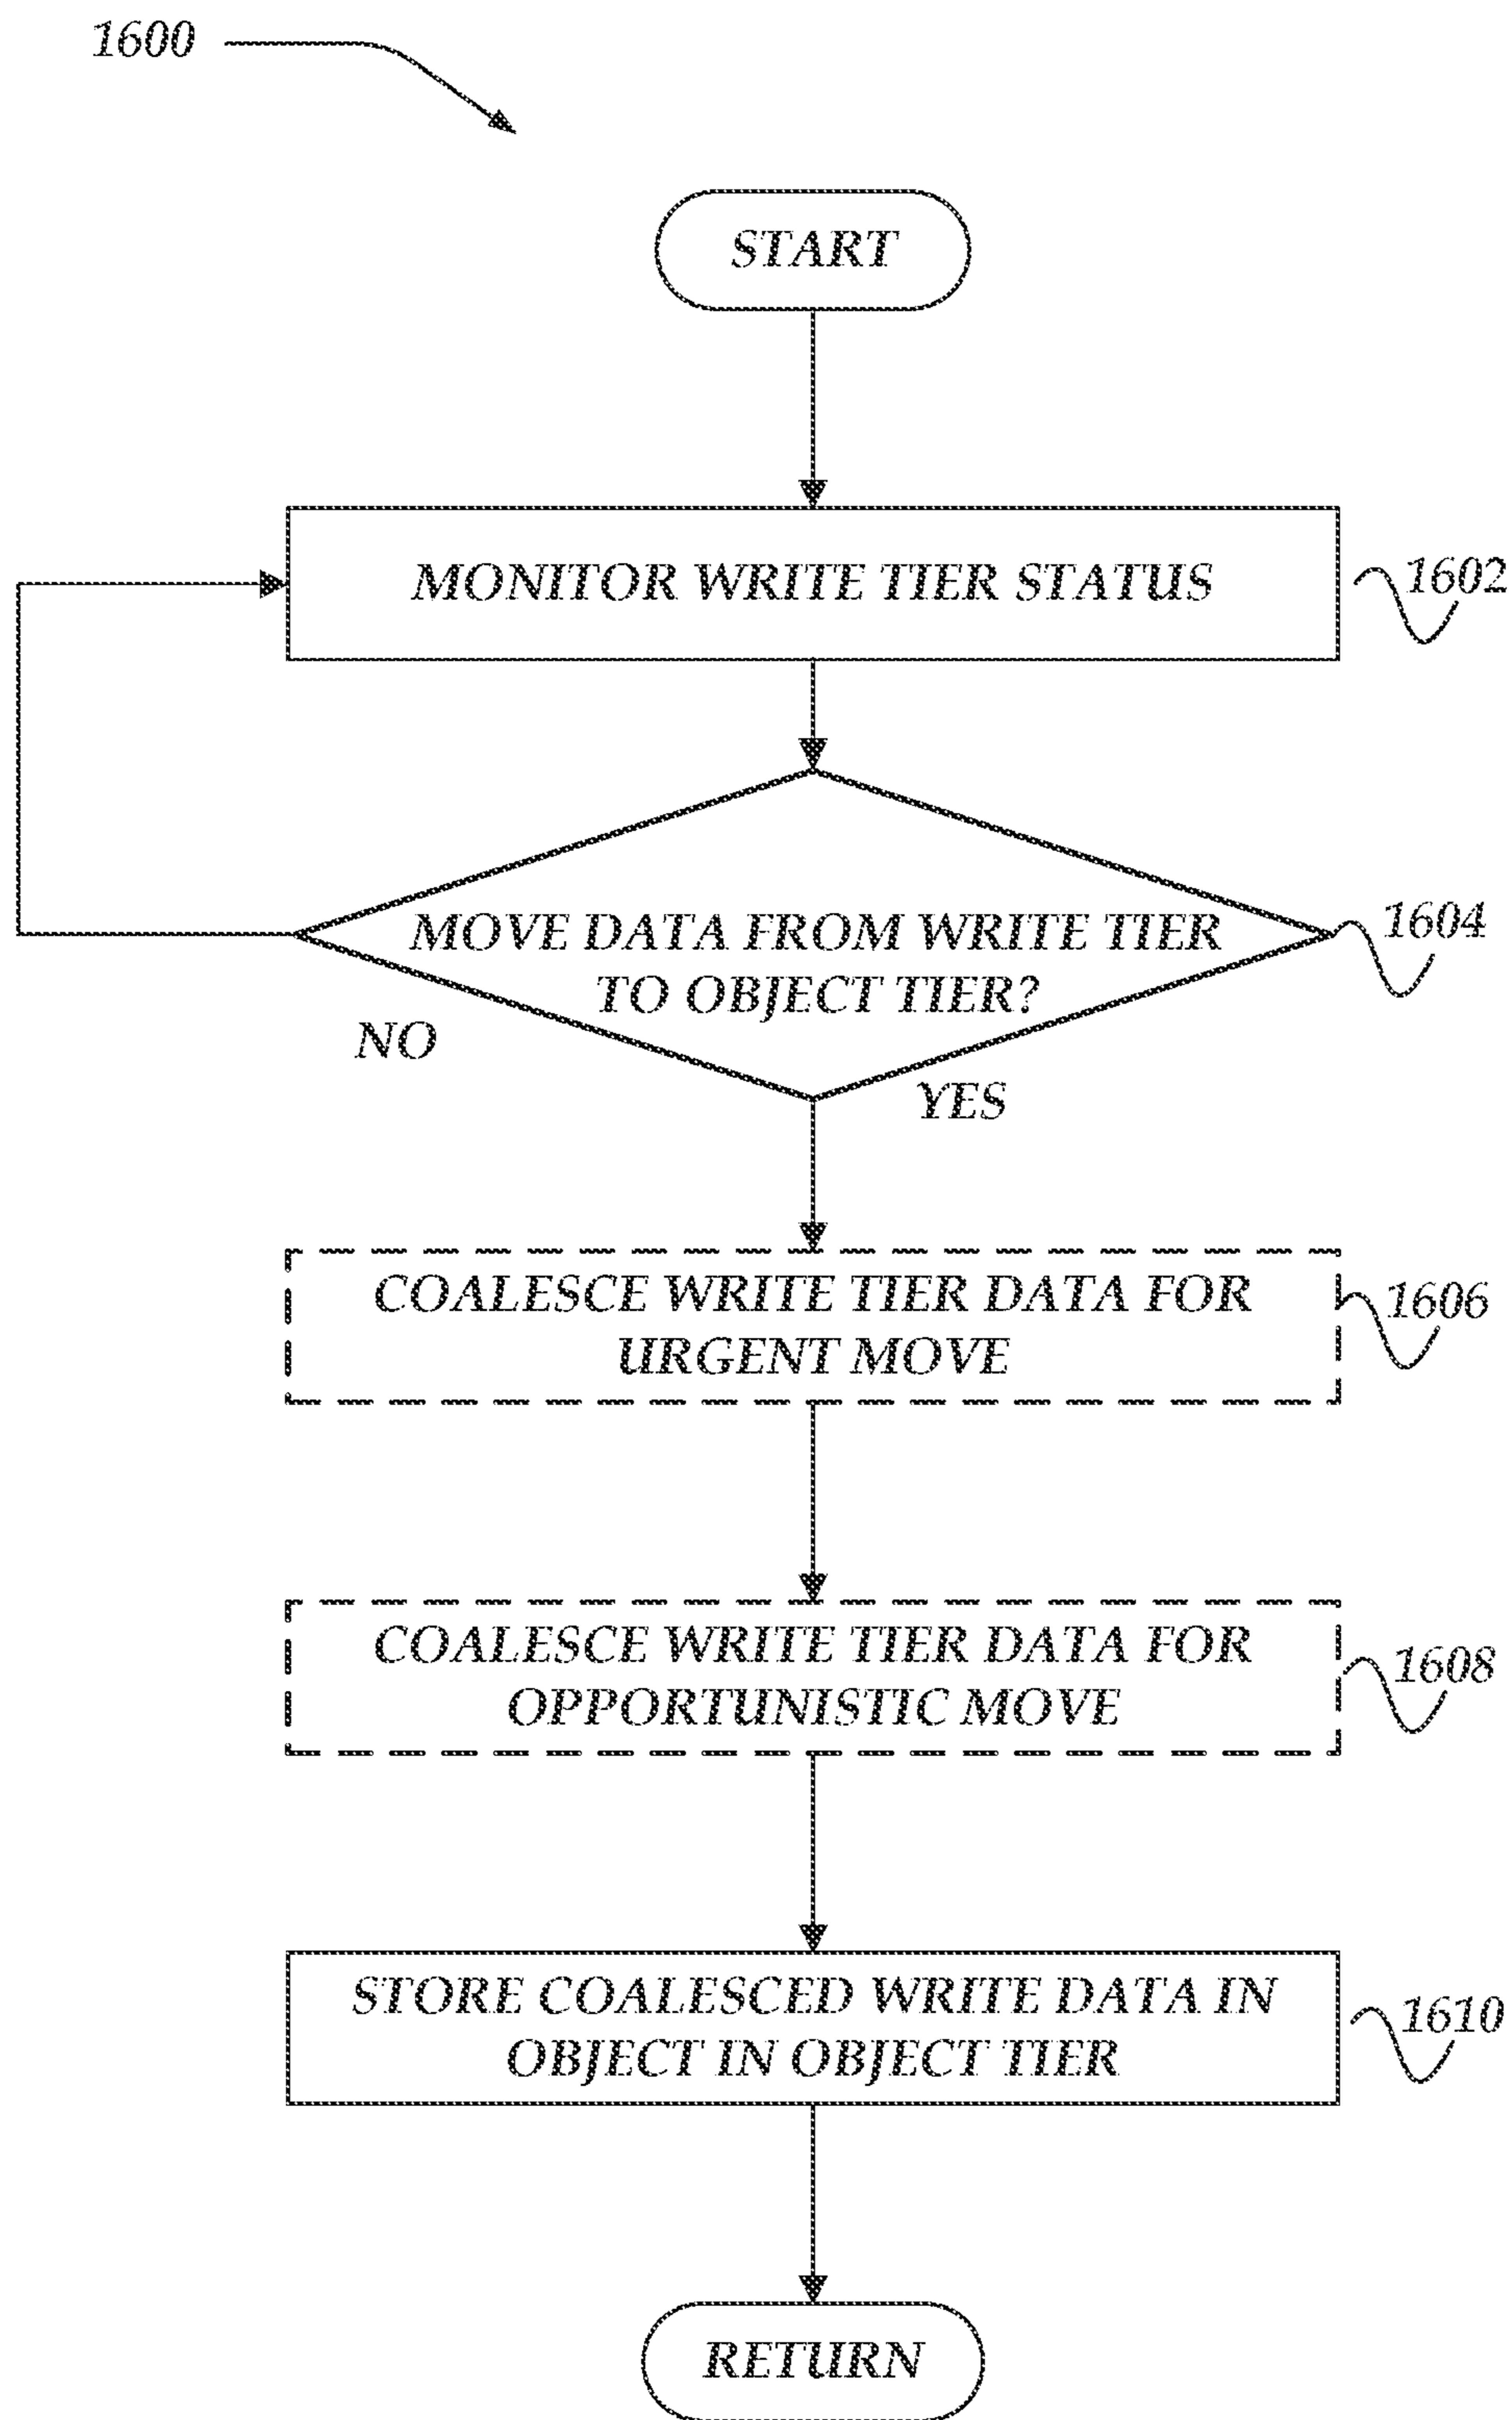 1600
START
MONITOR WRITE TIER STATUS
1602
MOVE DATA FROM WRITE TIER
TO OBJECT TIER?
1604
NO
YES
COALESCE WRITE TIER DATA FOR
URGENT MOVE
1606
COALESCE WRITE TIER DATA FOR
OPPORTUNISTIC MOVE
1608
STORE COALESCED WRITE DATA IN
OBJECT IN OBJECT TIER
1610
RETURN